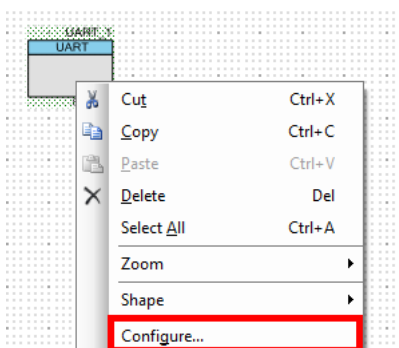 UART_1
UART
Cut Ctrl+X
Copy Ctrl+C
Paste Ctrl+V
Delete Del
Select All Ctrl+A
Zoom
Shape
Configure...